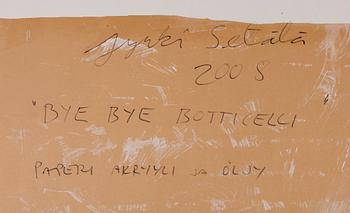 Jyrki Setälä
2008
"BYE BYE BOTTICELLI"
PAPERI AKRYYLI JA ÖLJY